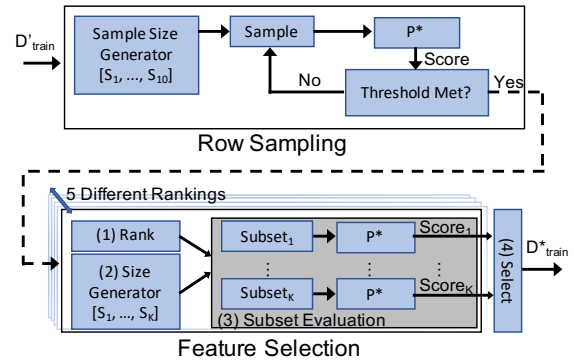 D'train
Sample Size
Generator
[S1, ..., S10]
Sample
P*
Score
No
Threshold Met?
Yes
Row Sampling
5 Different Rankings
(1) Rank
(2) Size
Generator
[S1, ..., SK]
Subset1
P*
Score1
⋮ ⋮ ⋮
SubsetK
P*
ScoreK
(3) Subset Evaluation
(4) Select
D*train
Feature Selection